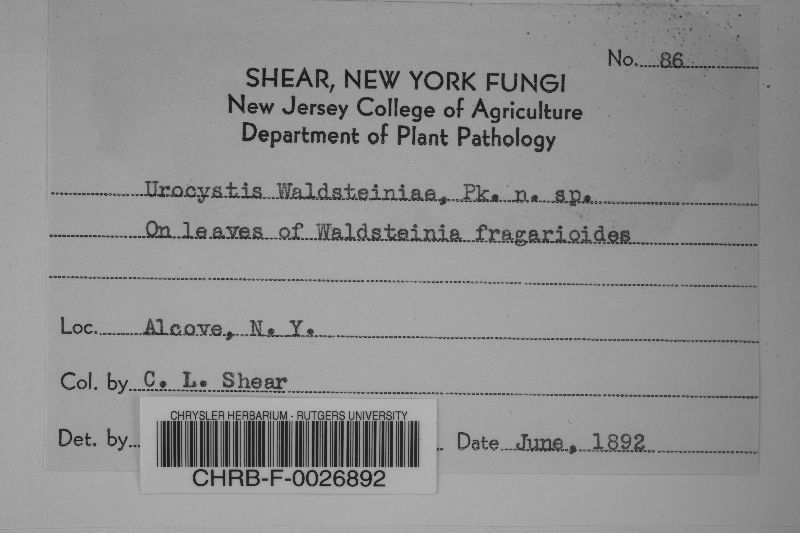 No. 86
SHEAR, NEW YORK FUNGI
New Jersey College of Agriculture
Department of Plant Pathology
Urocystis Waldsteiniae, Pk. n. sp.
On leaves of Waldsteinia fragarioides
Loc. Alcove, N. Y.
Col. by C. L. Shear
Det. by Date June, 1892
CHRYSLER HERBARIUM - RUTGERS UNIVERSITY
CHRB-F-0026892